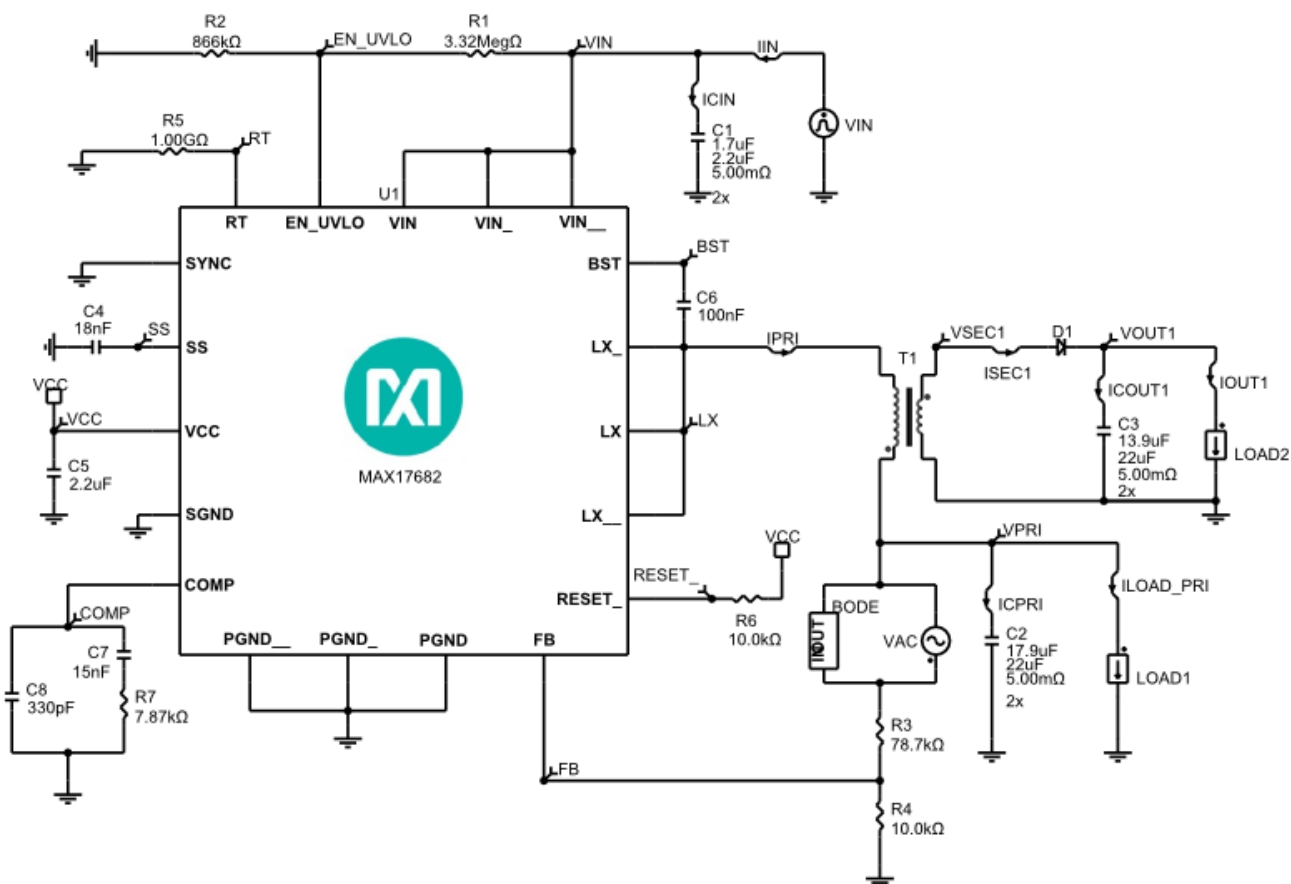 R2
866kΩ
EN_UVLO
R1
3.32MegΩ
VIN
IIN
ICIN
C1
1.7uF
2.2uF
5.00mΩ
2x
VIN
R5
1.00GΩ
RT
U1
RT
EN_UVLO
VIN
VIN_
VIN__
SYNC
BST
BST
C6
100nF
C4
18nF
SS
SS
LX_
IPRI
T1
VSEC1
ISEC1
D1
VOUT1
ICOUT1
IOUT1
C3
13.9uF
22uF
5.00mΩ
2x
LOAD2
VCC
VCC
VCC
C5
2.2uF
LX
LX
MAX17682
SGND
LX__
COMP
COMP
RESET_
RESET_
VCC
R6
10.0kΩ
C7
15nF
C8
330pF
R7
7.87kΩ
PGND__
PGND_
PGND
FB
VPRI
BODE
VAC
ICPRI
C2
17.9uF
22uF
5.00mΩ
2x
ILOAD_PRI
LOAD1
R3
78.7kΩ
FB
R4
10.0kΩ